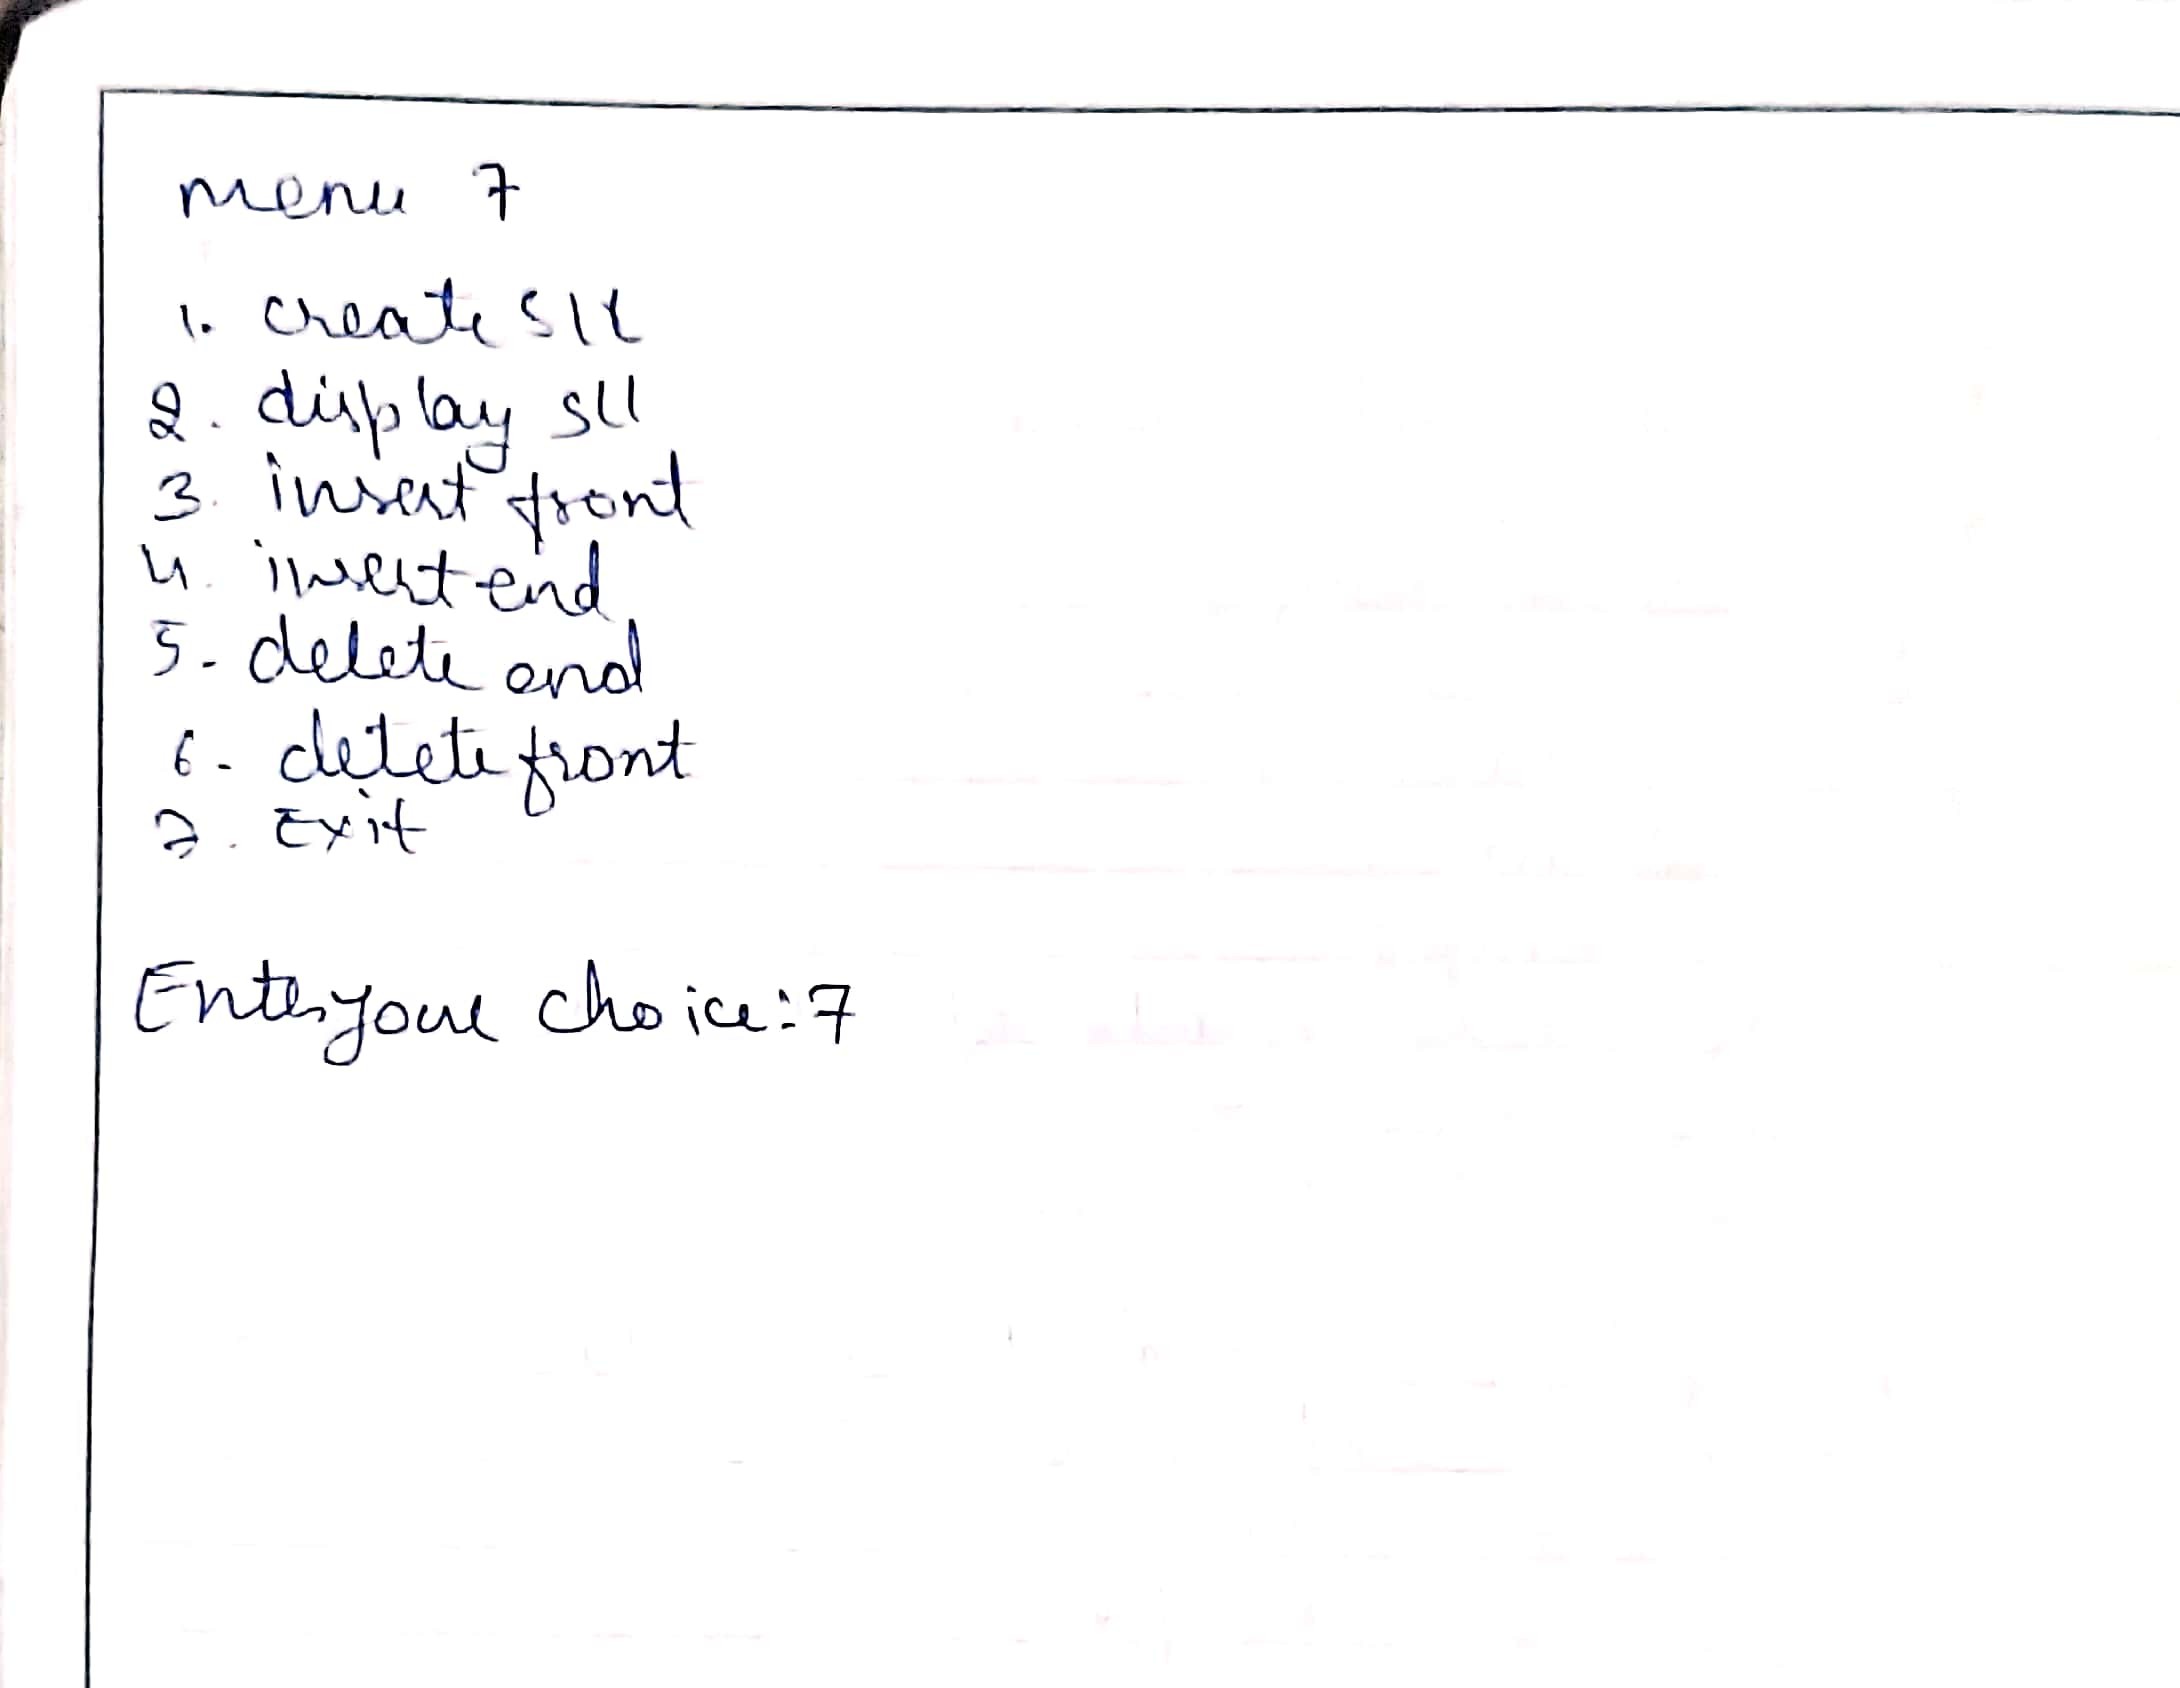 menu 7
1. create sll
2. display sll
3. insert front
4. insert end
5. delete end
6. delete front
7. Exit
Enter your choice: 7